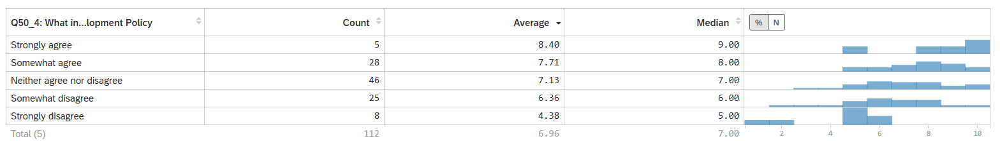 Q50_4: What in...lopment Policy Count Average Median % N
Strongly agree 5 8.40 9.00
Somewhat agree 28 7.71 8.00
Neither agree nor disagree 46 7.13 7.00
Somewhat disagree 25 6.36 6.00
Strongly disagree 8 4.38 5.00
Total (5) 112 6.96 7.00 2 4 6 8 10